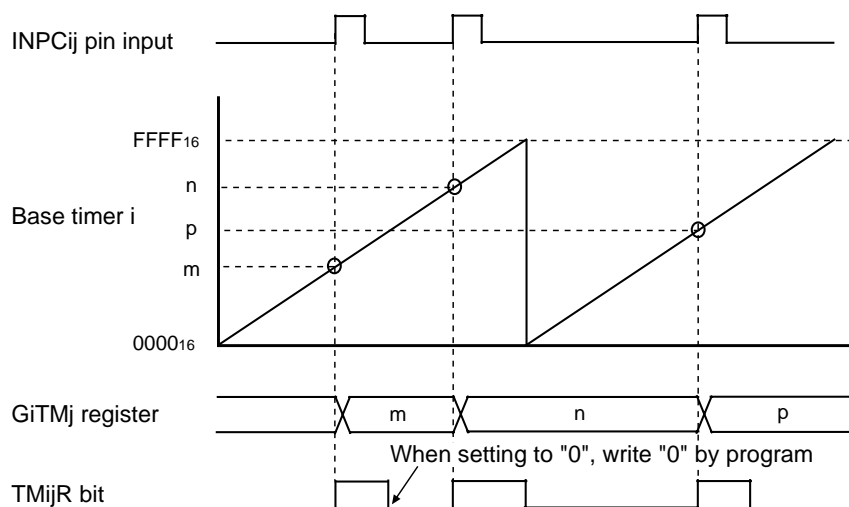 INPCij pin input
FFFF16
n
Base timer i
p
m
000016
GiTMj register
m
n
p
When setting to "0", write "0" by program
TMijR bit